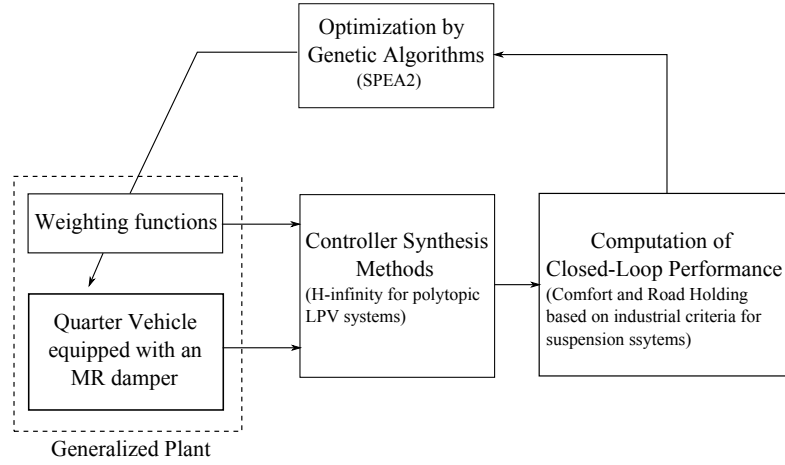 Optimization by
Genetic Algorithms
(SPEA2)
Weighting functions
Quarter Vehicle
equipped with an
MR damper
Generalized Plant
Controller Synthesis
Methods
(H-infinity for polytopic
LPV systems)
Computation of
Closed-Loop Performance
(Comfort and Road Holding
based on industrial criteria for
suspension ssytems)